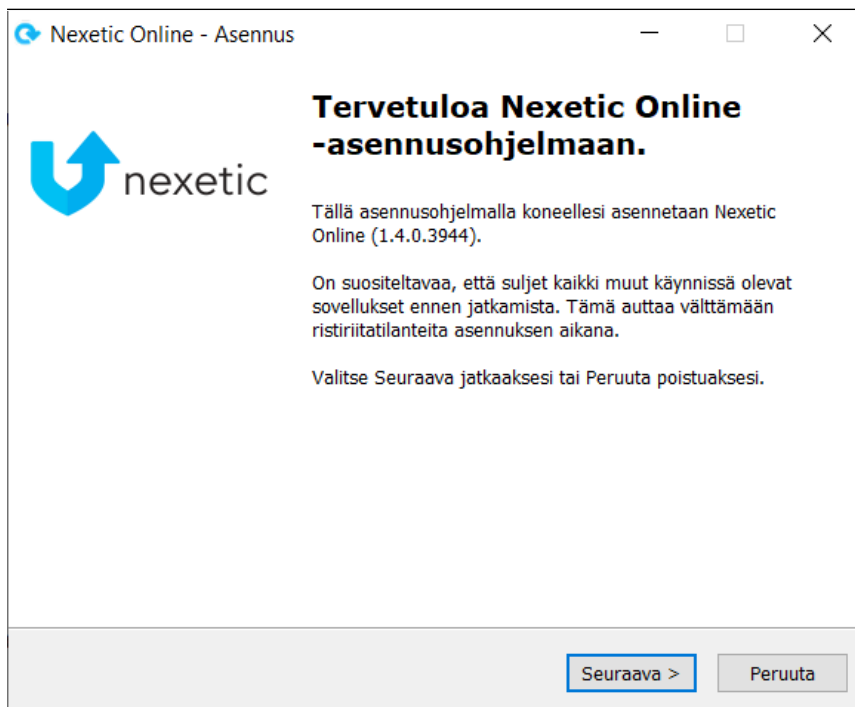 Nexetic Online - Asennus
Tervetuloa Nexetic Online
-asennusohjelmaan.
nexetic
Tällä asennusohjelmalla koneellesi asennetaan Nexetic
Online (1.4.0.3944).
On suositeltavaa, että suljet kaikki muut käynnissä olevat
sovellukset ennen jatkamista. Tämä auttaa välttämään
ristiriitatilanteita asennuksen aikana.
Valitse Seuraava jatkaaksesi tai Peruuta poistuaksesi.
Seuraava >
Peruuta